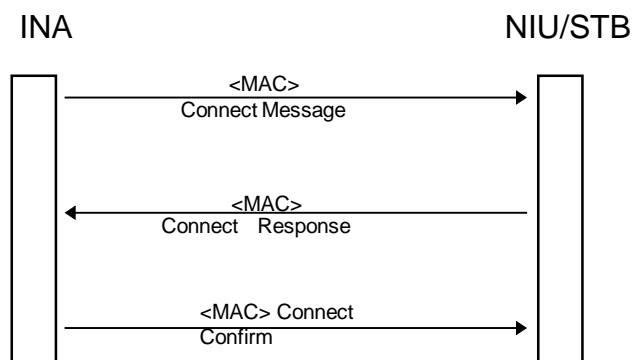 INA NIU/STB
<MAC>
Connect Message
<MAC>
Connect Response
<MAC> Connect
Confirm